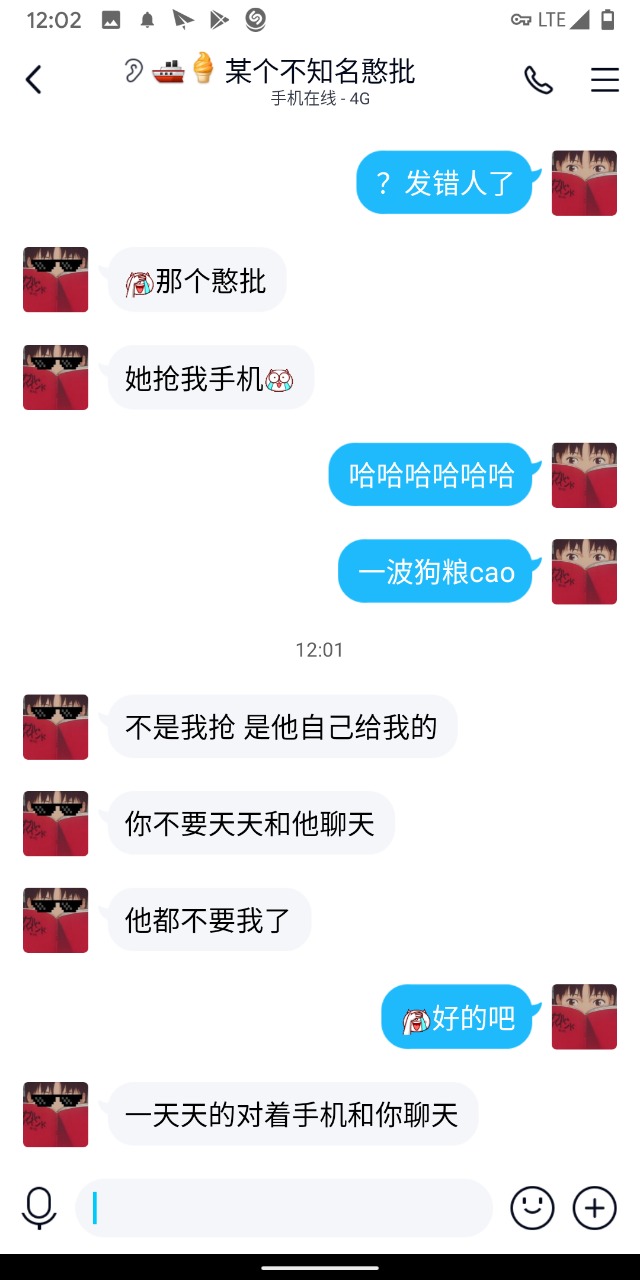 12:02
LTE
某个不知名憨批
手机在线 - 4G
？发错人了
那个憨批
她抢我手机
哈哈哈哈哈哈
一波狗粮cao
12:01
不是我抢 是他自己给我的
你不要天天和他聊天
他都不要我了
好的吧
一天天的对着手机和你聊天